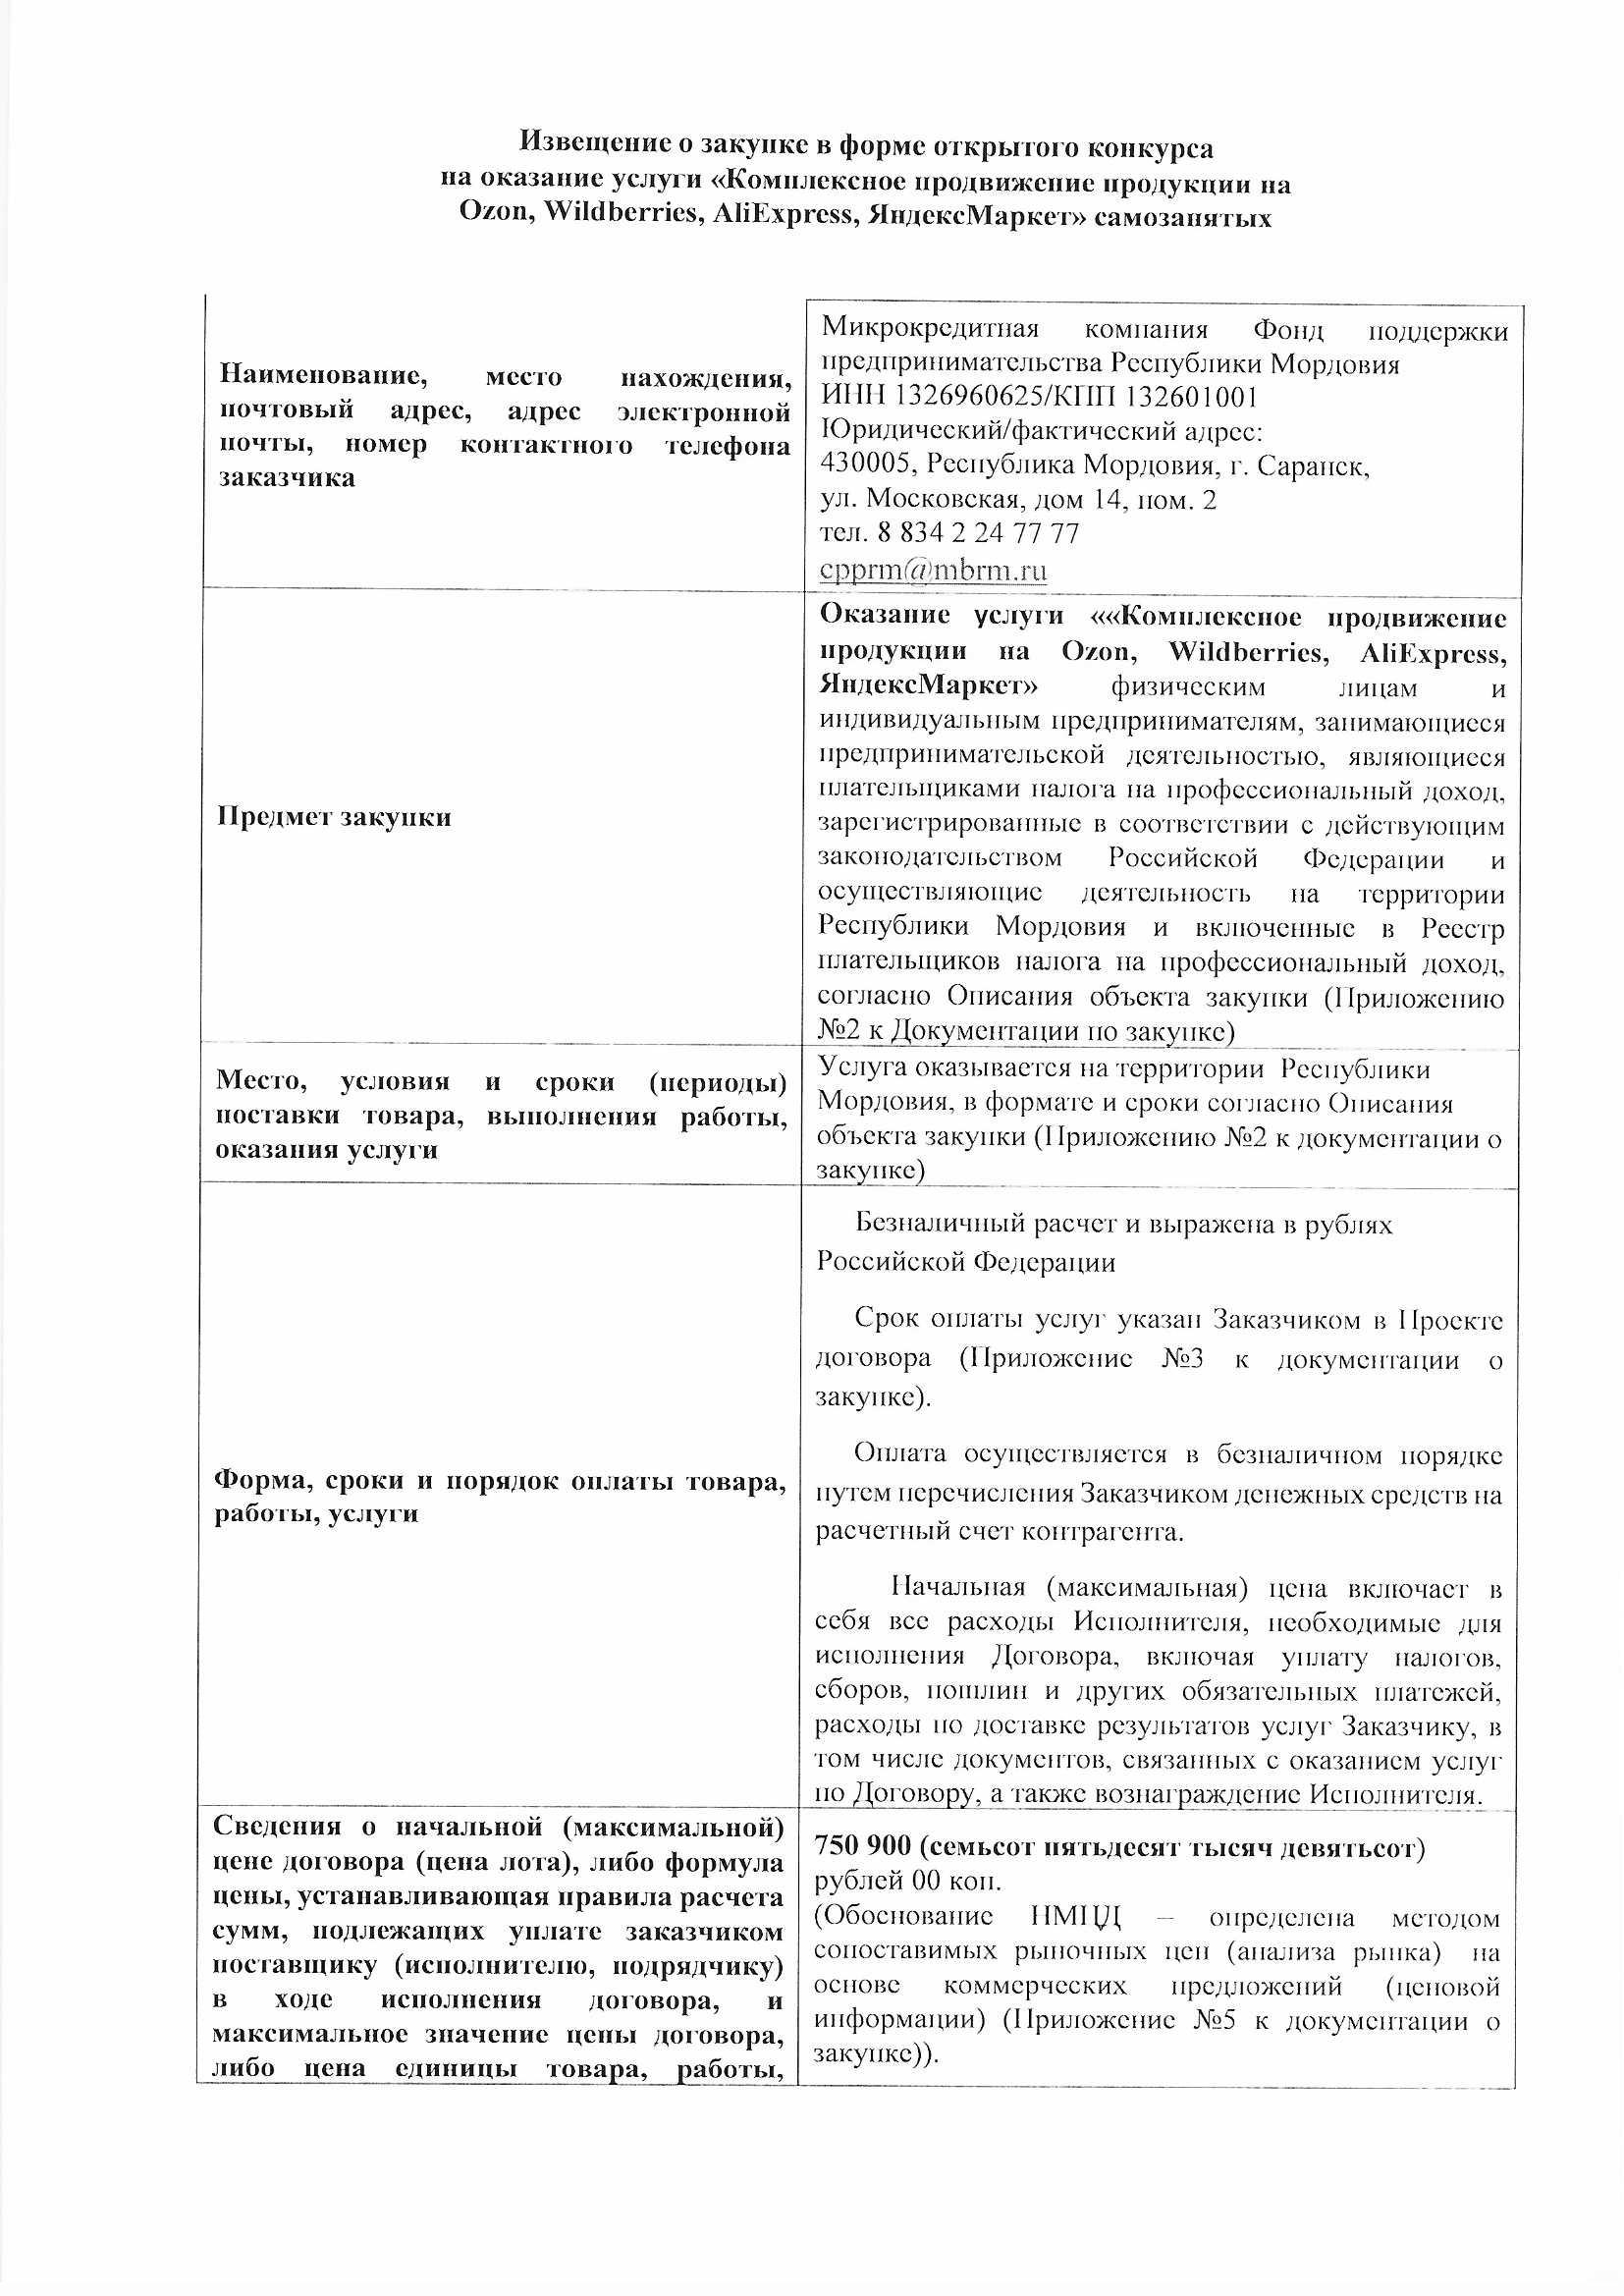 Извещение о закупке в форме открытого конкурса
на оказание услуги «Комплексное продвижение продукции на
Ozon, Wildberries, AliExpress, ЯндексМаркет» самозанятых
Наименование, место нахождения,
почтовый адрес, адрес электронной
почты, номер контактного телефона
заказчика
Микрокредитная компания Фонд поддержки
предпринимательства Республики Мордовия
ИНН 1326960625/КПП 132601001
Юридический/фактический адрес:
430005, Республика Мордовия, г. Саранск,
ул. Московская, дом 14, пом. 2
тел. 8 834 2 24 77 77
cpprm@mbrm.ru
Предмет закупки
Оказание услуги ««Комплексное продвижение
продукции на Ozon, Wildberries, AliExpress,
ЯндексМаркет» физическим лицам и
индивидуальным предпринимателям, занимающиеся
предпринимательской деятельностью, являющиеся
плательщиками налога на профессиональный доход,
зарегистрированные в соответствии с действующим
законодательством Российской Федерации и
осуществляющие деятельность на территории
Республики Мордовия и включенные в Реестр
плательщиков налога на профессиональный доход,
согласно Описания объекта закупки (Приложению
№2 к Документации по закупке)
Место, условия и сроки (периоды)
поставки товара, выполнения работы,
оказания услуги
Услуга оказывается на территории Республики
Мордовия, в формате и сроки согласно Описания
объекта закупки (Приложению №2 к документации о
закупке)
Форма, сроки и порядок оплаты товара,
работы, услуги
Безналичный расчет и выражена в рублях
Российской Федерации
Срок оплаты услуг указан Заказчиком в Проекте
договора (Приложение №3 к документации о
закупке).
Оплата осуществляется в безналичном порядке
путем перечисления Заказчиком денежных средств на
расчетный счет контрагента.
Начальная (максимальная) цена включает в
себя все расходы Исполнителя, необходимые для
исполнения Договора, включая уплату налогов,
сборов, пошлин и других обязательных платежей,
расходы по доставке результатов услуг Заказчику, в
том числе документов, связанных с оказанием услуг
по Договору, а также вознаграждение Исполнителя.
Сведения о начальной (максимальной)
цене договора (цена лота), либо формула
цены, устанавливающая правила расчета
сумм, подлежащих уплате заказчиком
поставщику (исполнителю, подрядчику)
в ходе исполнения договора, и
максимальное значение цены договора,
либо цена единицы товара, работы,
750 900 (семьсот пятьдесят тысяч девятьсот)
рублей 00 коп.
(Обоснование НМЦД – определена методом
сопоставимых рыночных цен (анализа рынка) на
основе коммерческих предложений (ценовой
информации) (Приложение №5 к документации о
закупке)).